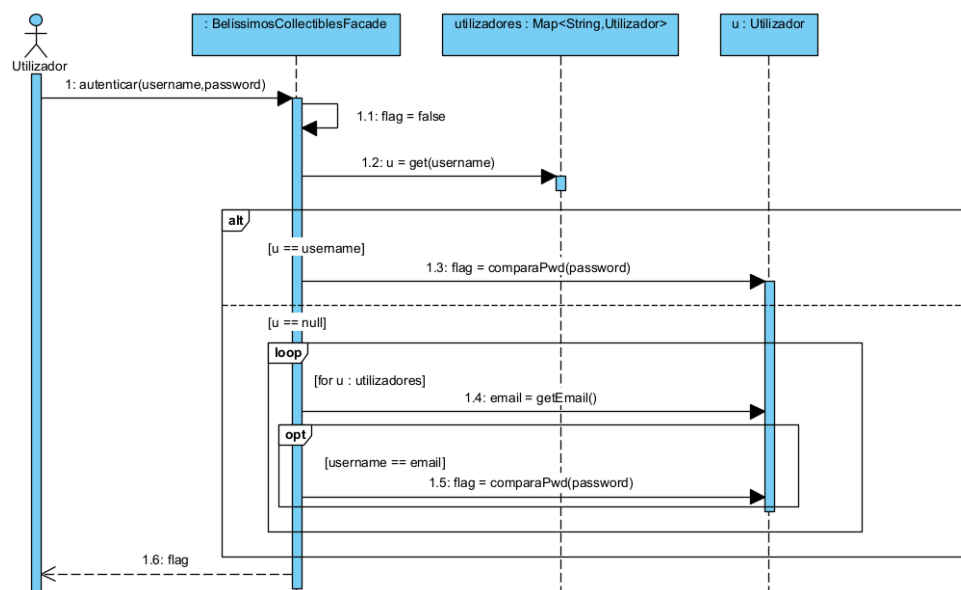 : BelissimosCollectiblesFacade
utilizadores : Map<String,Utilizador>
u : Utilizador
Utilizador
1: autenticar(username,password)
1.1: flag = false
1.2: u = get(username)
alt
[u == username]
1.3: flag = comparaPwd(password)
[u == null]
loop
[for u : utilizadores]
1.4: email = getEmail()
opt
[username == email]
1.5: flag = comparaPwd(password)
1.6: flag